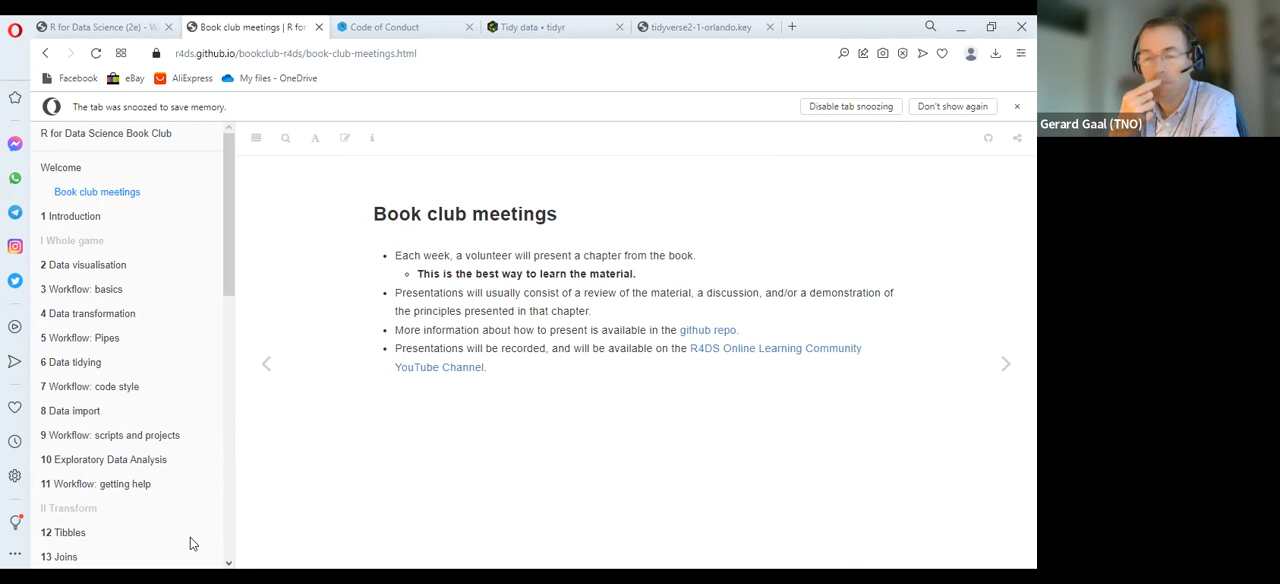 R for Data Science (2e) - W
Book club meetings | R for
Code of Conduct
Tidy data • tidyr
tidyverse2-1-orlando.key
r4ds.github.io/bookclub-r4ds/book-club-meetings.html
Facebook
eBay
AliExpress
My files - OneDrive
The tab was snoozed to save memory.
Disable tab snoozing
Don't show again
Gerard Gaal (TNO)
R for Data Science Book Club
Welcome
Book club meetings
1 Introduction
I Whole game
2 Data visualisation
3 Workflow: basics
4 Data transformation
5 Workflow: Pipes
6 Data tidying
7 Workflow: code style
8 Data import
9 Workflow: scripts and projects
10 Exploratory Data Analysis
11 Workflow: getting help
II Transform
12 Tibbles
13 Joins
Book club meetings
• Each week, a volunteer will present a chapter from the book.
◦ This is the best way to learn the material.
• Presentations will usually consist of a review of the material, a discussion, and/or a demonstration of
the principles presented in that chapter.
• More information about how to present is available in the github repo.
• Presentations will be recorded, and will be available on the R4DS Online Learning Community
YouTube Channel.